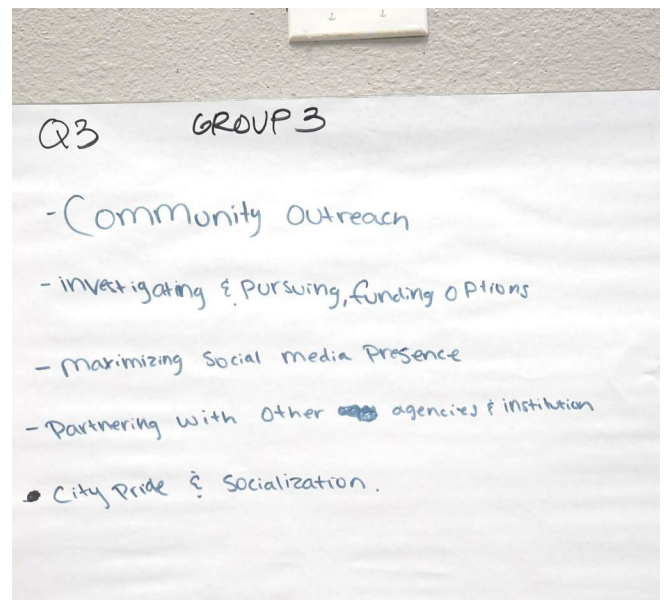 Q3 GROUP 3
- Community Outreach
- investigating & Pursuing, funding options
- Maximizing Social media Presence
- Partnering with other agencies & institution
• City Pride & Socialization.